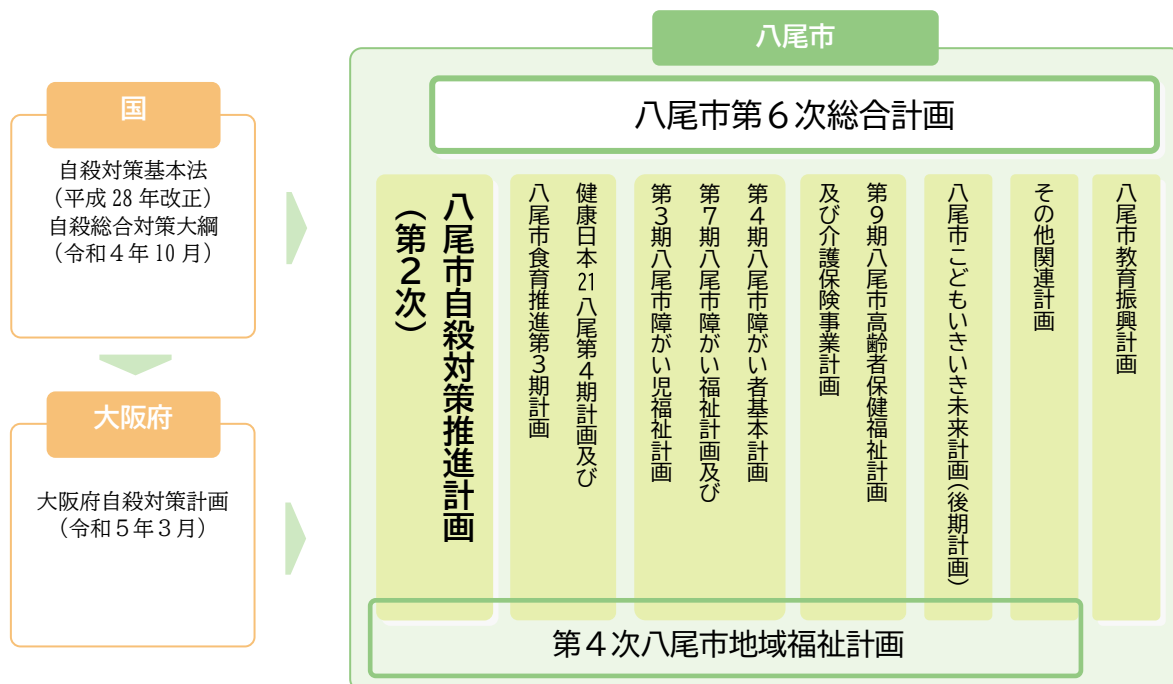 国
自殺対策基本法
（平成 28 年改正）
自殺総合対策大綱
（令和４年 10 月）
大阪府
大阪府自殺対策計画
（令和５年３月）
八尾市
八尾市第６次総合計画
八尾市自殺対策推進計画
（第２次）
健康日本 21 八尾第４期計画及び
八尾市食育推進第３期計画
第４期八尾市障がい者基本計画
第７期八尾市障がい福祉計画及び
第３期八尾市障がい児福祉計画
第９期八尾市高齢者保健福祉計画
及び介護保険事業計画
八尾市こどもいきいき未来計画（後期計画）
その他関連計画
八尾市教育振興計画
第４次八尾市地域福祉計画